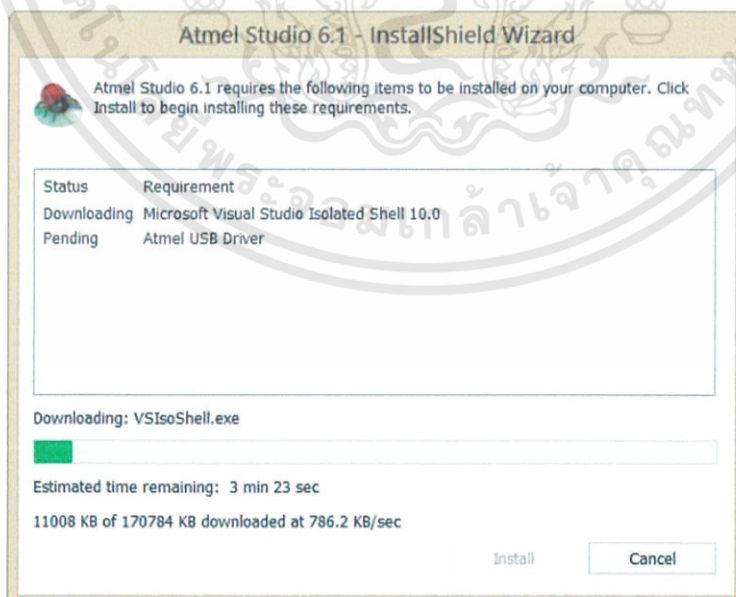 Atmel Studio 6.1 - InstallShield Wizard
Atmel Studio 6.1 requires the following items to be installed on your computer. Click
Install to begin installing these requirements.
Status Requirement
Downloading Microsoft Visual Studio Isolated Shell 10.0
Pending Atmel USB Driver
Downloading: VSIsoShell.exe
Estimated time remaining: 3 min 23 sec
11008 KB of 170784 KB downloaded at 786.2 KB/sec
Install Cancel